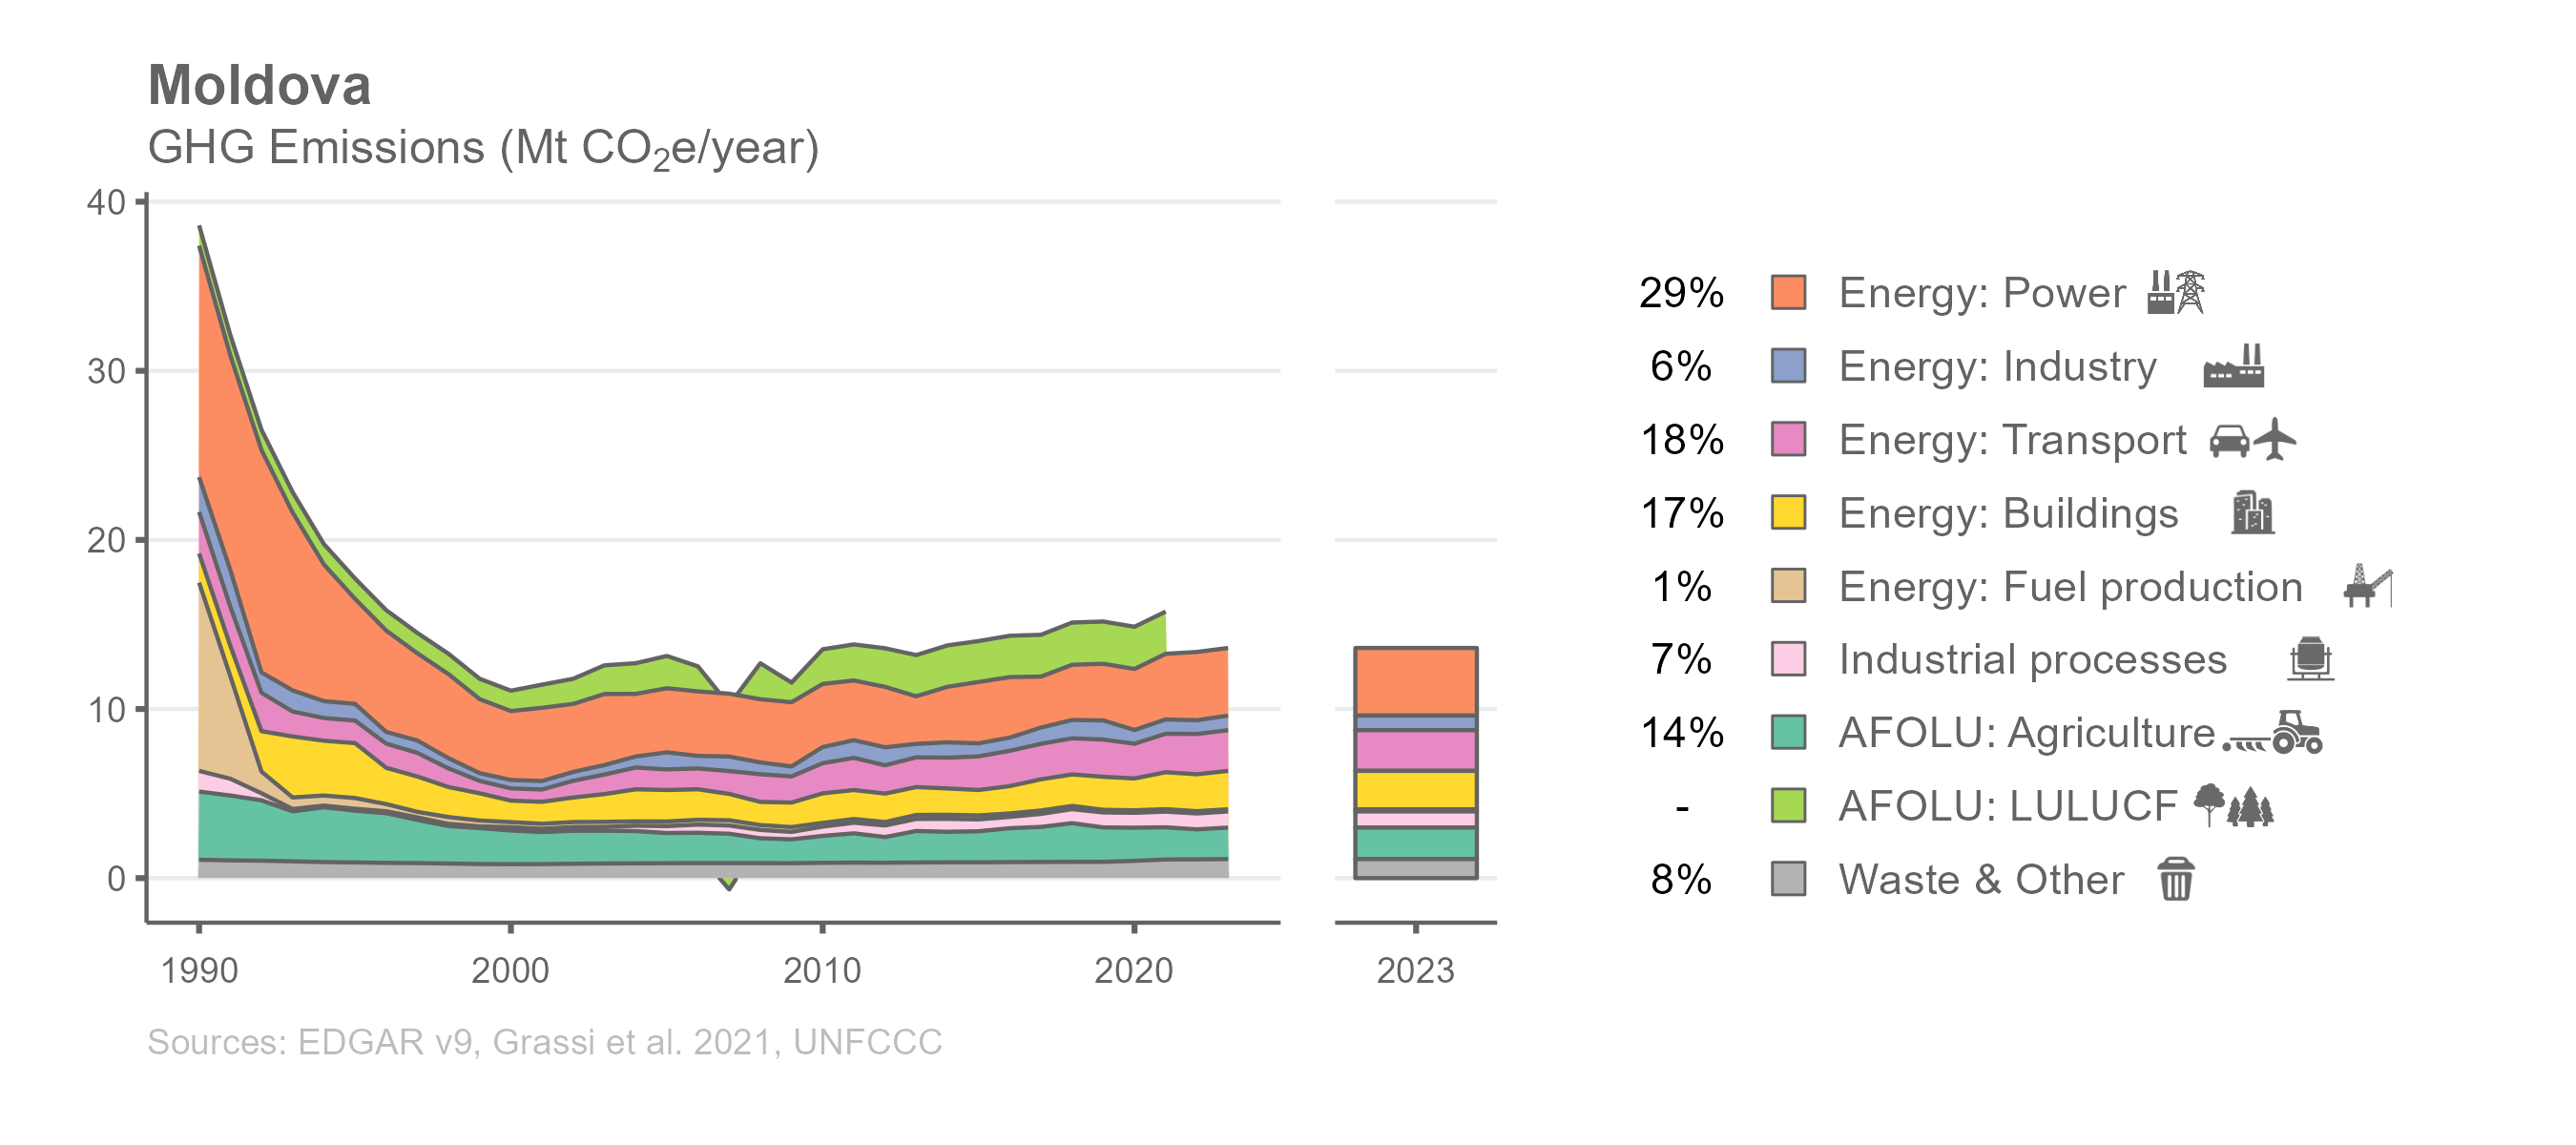 Moldova
GHG Emissions (Mt CO₂e/year)
40
30
20
10
0
1990 2000 2010 2020 2023
29% Energy: Power
6% Energy: Industry
18% Energy: Transport
17% Energy: Buildings
1% Energy: Fuel production
7% Industrial processes
14% AFOLU: Agriculture
- AFOLU: LULUCF
8% Waste & Other
Sources: EDGAR v9, Grassi et al. 2021, UNFCCC